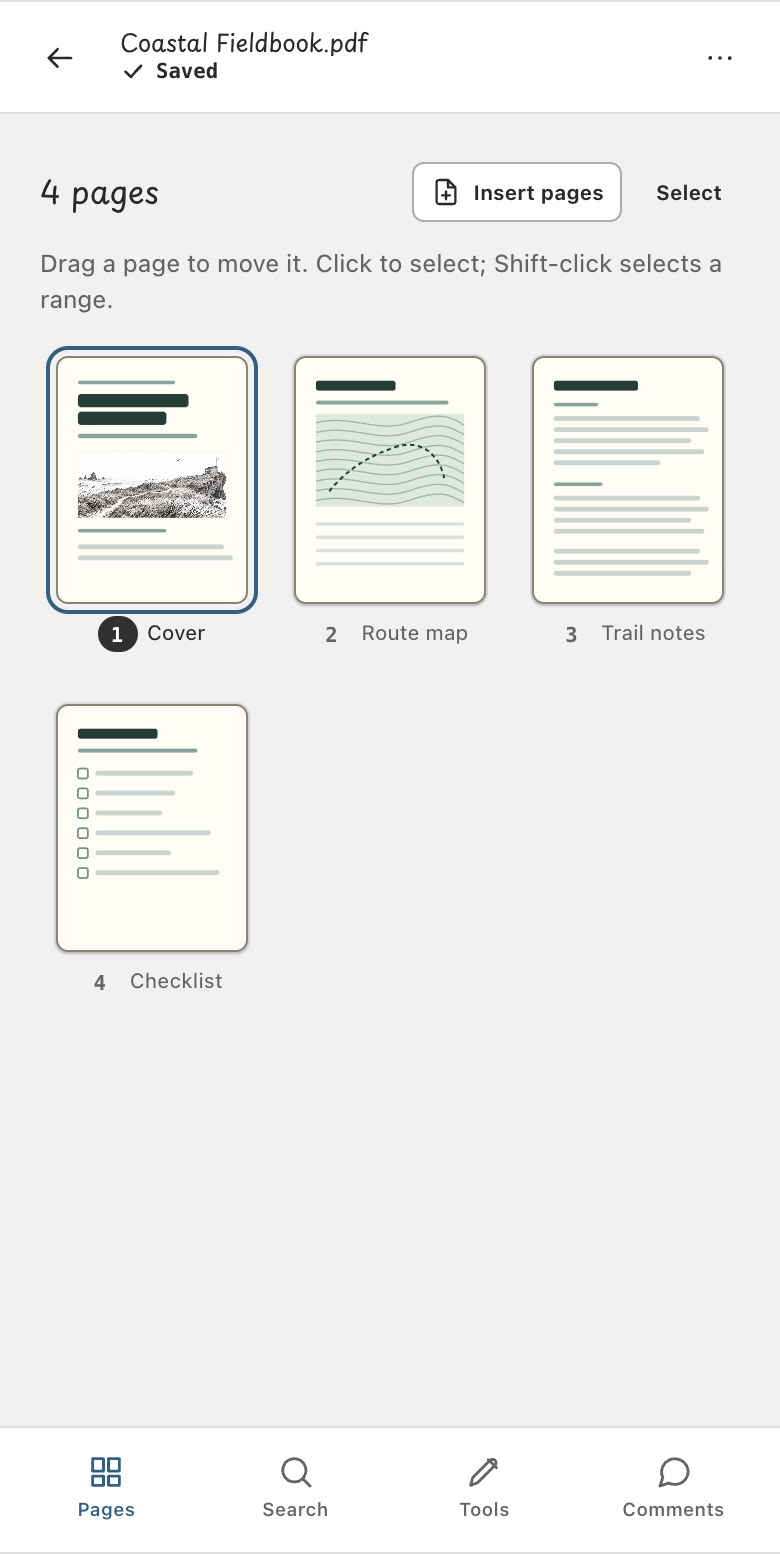 Coastal Fieldbook.pdf
Saved
4 pages
Insert pages
Select
Drag a page to move it. Click to select; Shift-click selects a
range.
1 Cover
2 Route map
3 Trail notes
4 Checklist
Pages
Search
Tools
Comments